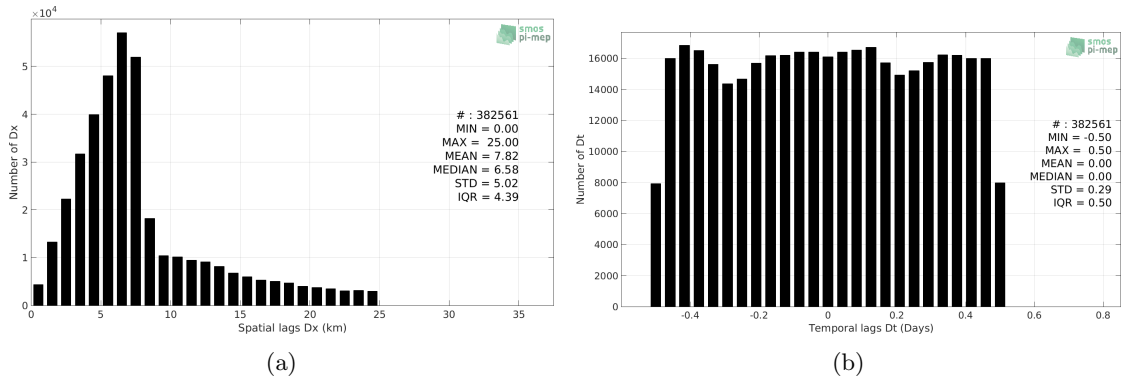 ×10^4
smos
pi-mep
5
4
3
2
1
0
Number of Dx
# : 382561
MIN = 0.00
MAX = 25.00
MEAN = 7.82
MEDIAN = 6.58
STD = 5.02
IQR = 4.39
0 5 10 15 20 25 30 35
Spatial lags Dx (km)
(a)
smos
pi-mep
16000
14000
12000
10000
8000
6000
4000
2000
0
Number of Dt
# : 382561
MIN = -0.50
MAX = 0.50
MEAN = 0.00
MEDIAN = 0.00
STD = 0.29
IQR = 0.50
-0.4 -0.2 0 0.2 0.4 0.6 0.8
Temporal lags Dt (Days)
(b)